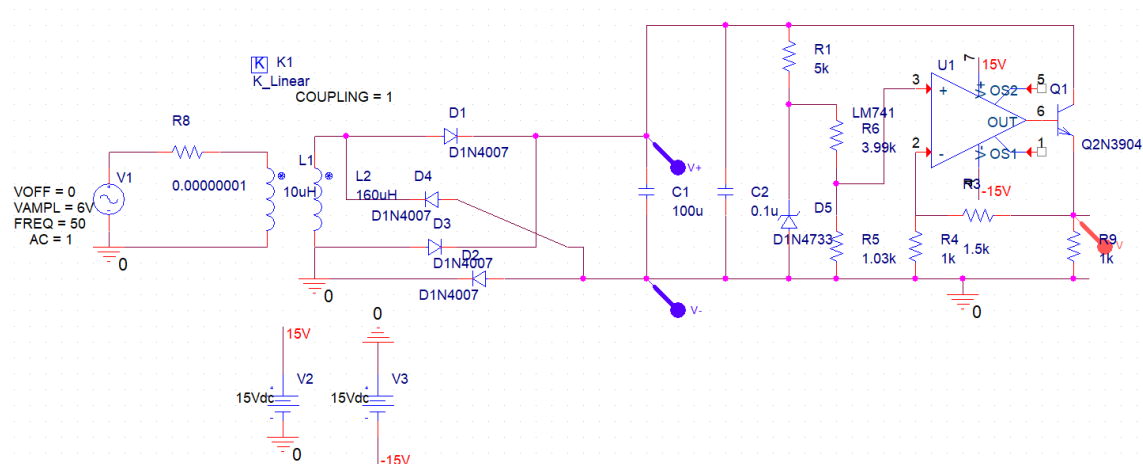 K K1
K_Linear
COUPLING = 1
R8
0.00000001
V1
VOFF = 0
VAMPL = 6V
FREQ = 50
AC = 1
0
L1
10uH
L2
160uH
0
D1
D1N4007
D4
D1N4007
D3
D1N4007
D2
D1N4007
V+
V-
C1
100u
C2
0.1u
R1
5k
D5
D1N4733
LM741
R6
3.99k
R5
1.03k
U1
3
+
2
-
7
V+
15V
OS2
5
OUT
6
OS1
1
V-
4
-15V
Q1
Q2N3904
R3
1.5k
R4
1k
R9
1k
V
0
15V
V2
15Vdc
-
0
0
V3
15Vdc
-
-15V